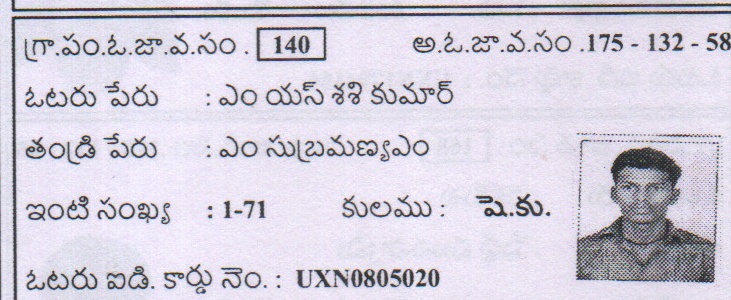 గ్రా.పం.ఓ.జా.వ.సం . 140 అ.ఓ.జా.వ.సం .175 - 132 - 58
ఓటరు పేరు : ఎం యస్ శశి కుమార్
తండ్రి పేరు : ఎం సుబ్రమణ్యఎం
ఇంటి సంఖ్య : 1-71 కులము : షె.కు.
ఓటరు ఐడి. కార్డు నెం. : UXN0805020